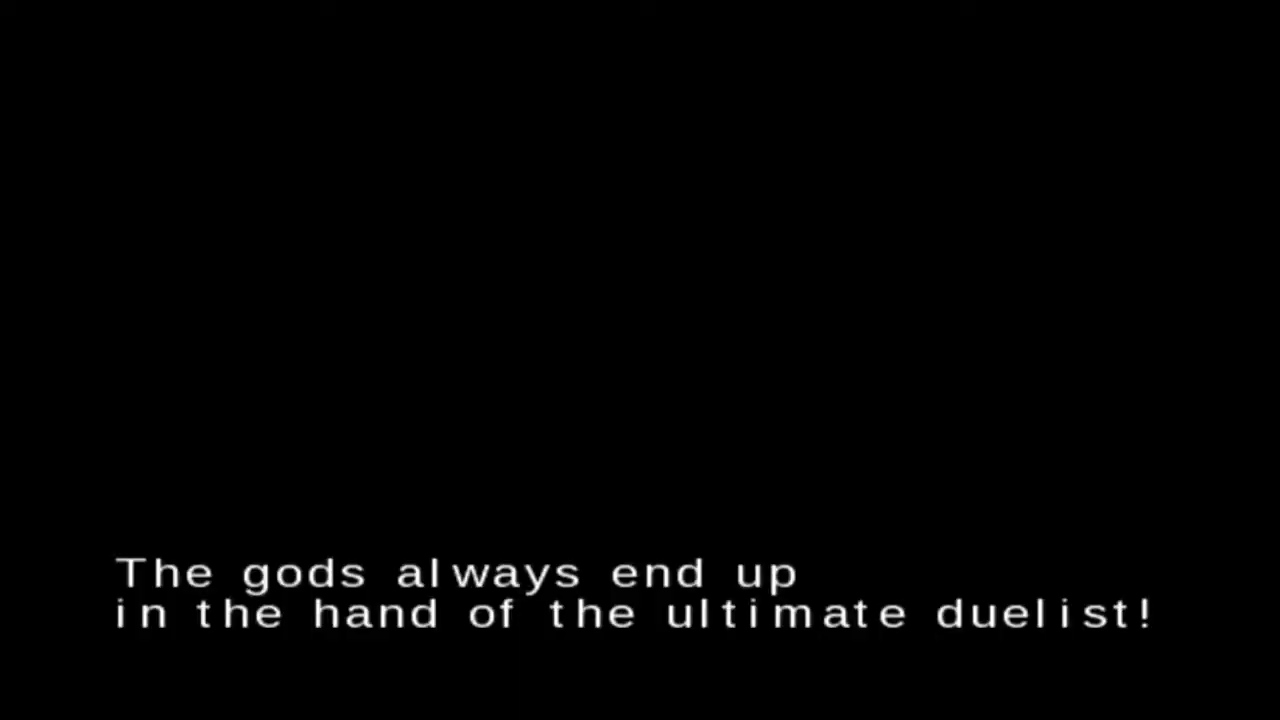 The gods always end up
in the hand of the ultimate duelist!